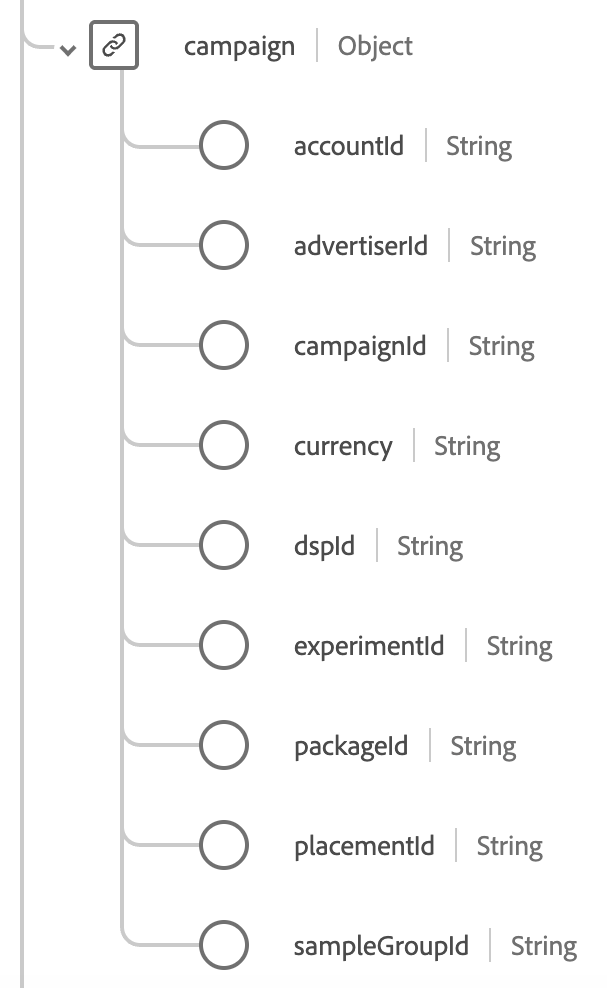 campaign | Object
accountId | String
advertiserId | String
campaignId | String
currency | String
dspId | String
experimentId | String
packageId | String
placementId | String
sampleGroupId | String